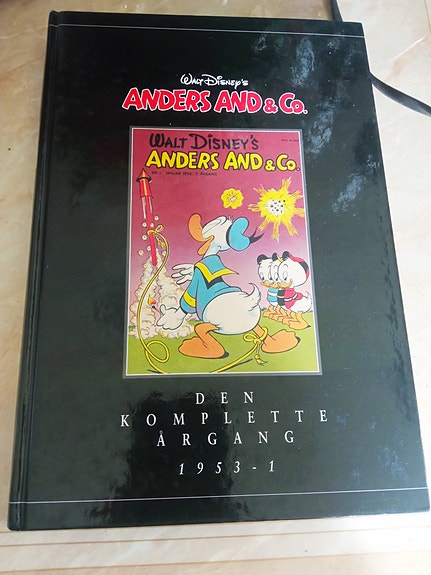 Walt Disney's
ANDERS AND & Co.
WALT DISNEY'S
ANDERS AND & Co.
DEN
KOMPLETTE
ÅRGANG
1953-1